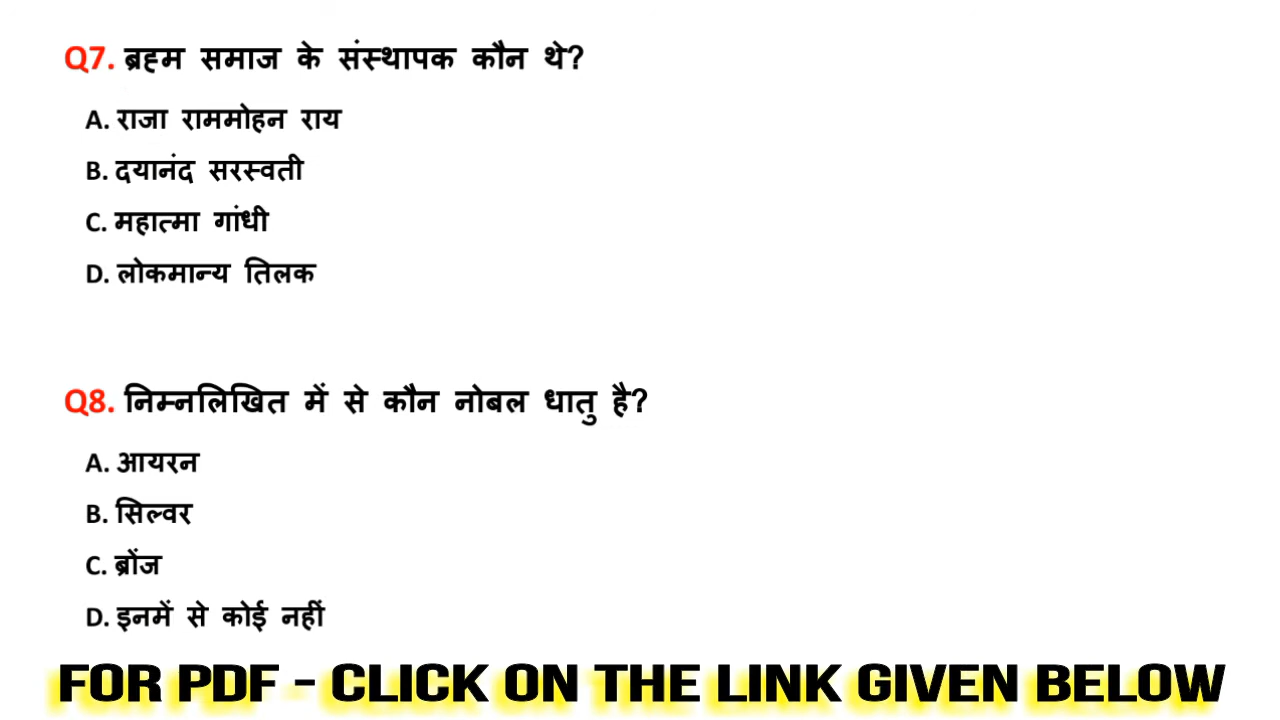 Q7. ब्रह्म समाज के संस्थापक कौन थे?
A. राजा राममोहन राय
B. दयानंद सरस्वती
C. महात्मा गांधी
D. लोकमान्य तिलक
Q8. निम्नलिखित में से कौन नोबल धातु है?
A. आयरन
B. सिल्वर
C. ब्रोंज
D. इनमें से कोई नहीं
FOR PDF - CLICK ON THE LINK GIVEN BELOW